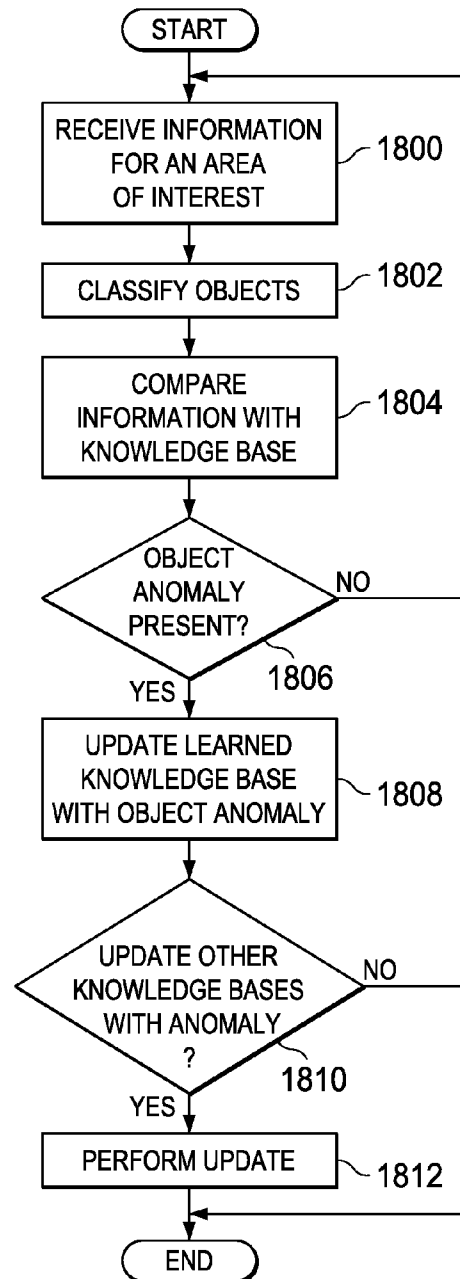 START
RECEIVE INFORMATION
FOR AN AREA
OF INTEREST
1800
CLASSIFY OBJECTS
1802
COMPARE
INFORMATION WITH
KNOWLEDGE BASE
1804
OBJECT
ANOMALY
PRESENT?
NO
1806
YES
UPDATE LEARNED
KNOWLEDGE BASE
WITH OBJECT ANOMALY
1808
UPDATE OTHER
KNOWLEDGE BASES
WITH ANOMALY
?
NO
1810
YES
PERFORM UPDATE
1812
END